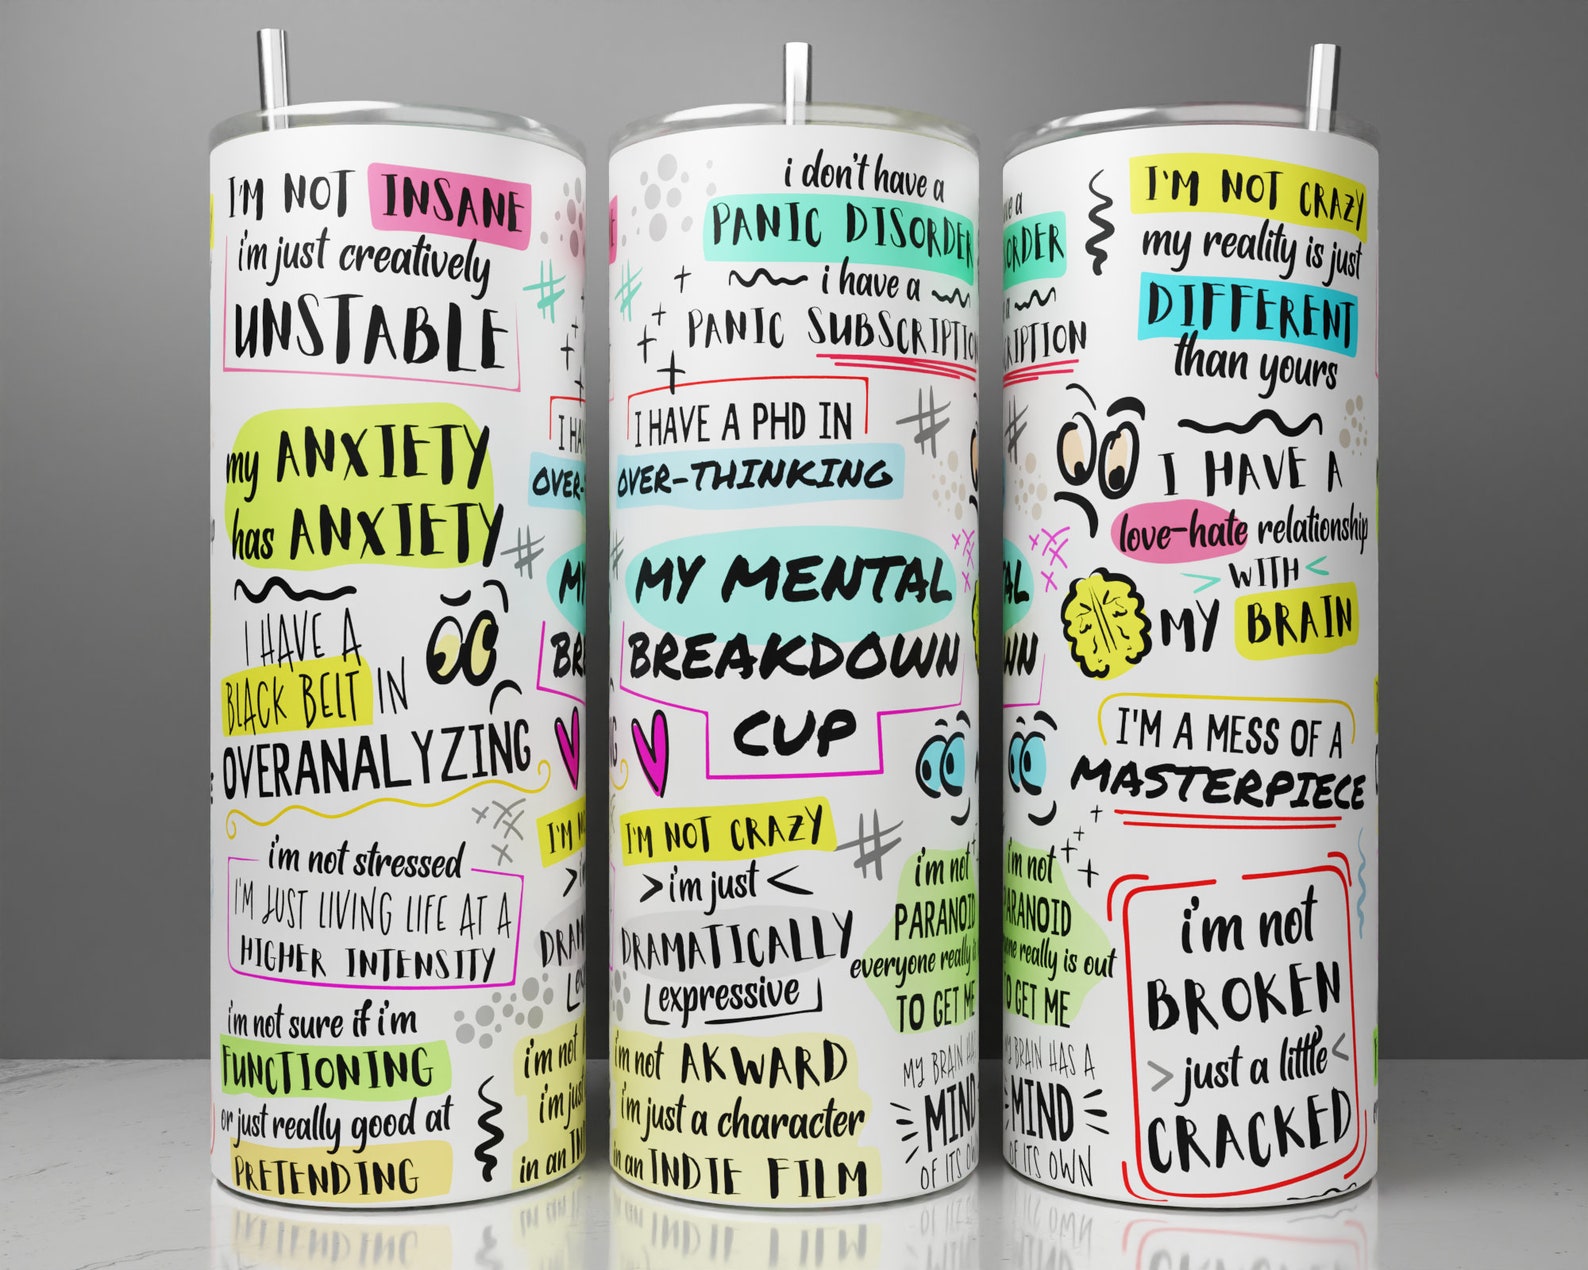 I'M NOT INSANE
i'm just creatively
UNSTABLE
my ANXIETY
has ANXIETY
I HAVE A
BLACK BELT IN
OVERANALYZING
i'm not stressed
I'M JUST LIVING LIFE AT A
HIGHER INTENSITY
i'm not sure if i'm
FUNCTIONING
or just really good at
PRETENDING
i don't have a
PANIC DISORDER
i have a
PANIC SUBSCRIPTION
I HAVE A PHD IN
OVER-THINKING
MY MENTAL
BREAKDOWN
CUP
I'M NOT CRAZY
>i'm just<
DRAMATICALLY
expressive
i'm not AKWARD
i'm just a character
in an INDIE FILM
i'm not
PARANOID
everyone really is out
TO GET ME
MY BRAIN HAS A
MIND
OF ITS OWN
I'M NOT CRAZY
my reality is just
DIFFERENT
than yours
I HAVE A
love-hate relationship
>WITH<
MY BRAIN
I'M A MESS OF A
MASTERPIECE
i'm not
BROKEN
>just a little<
CRACKED